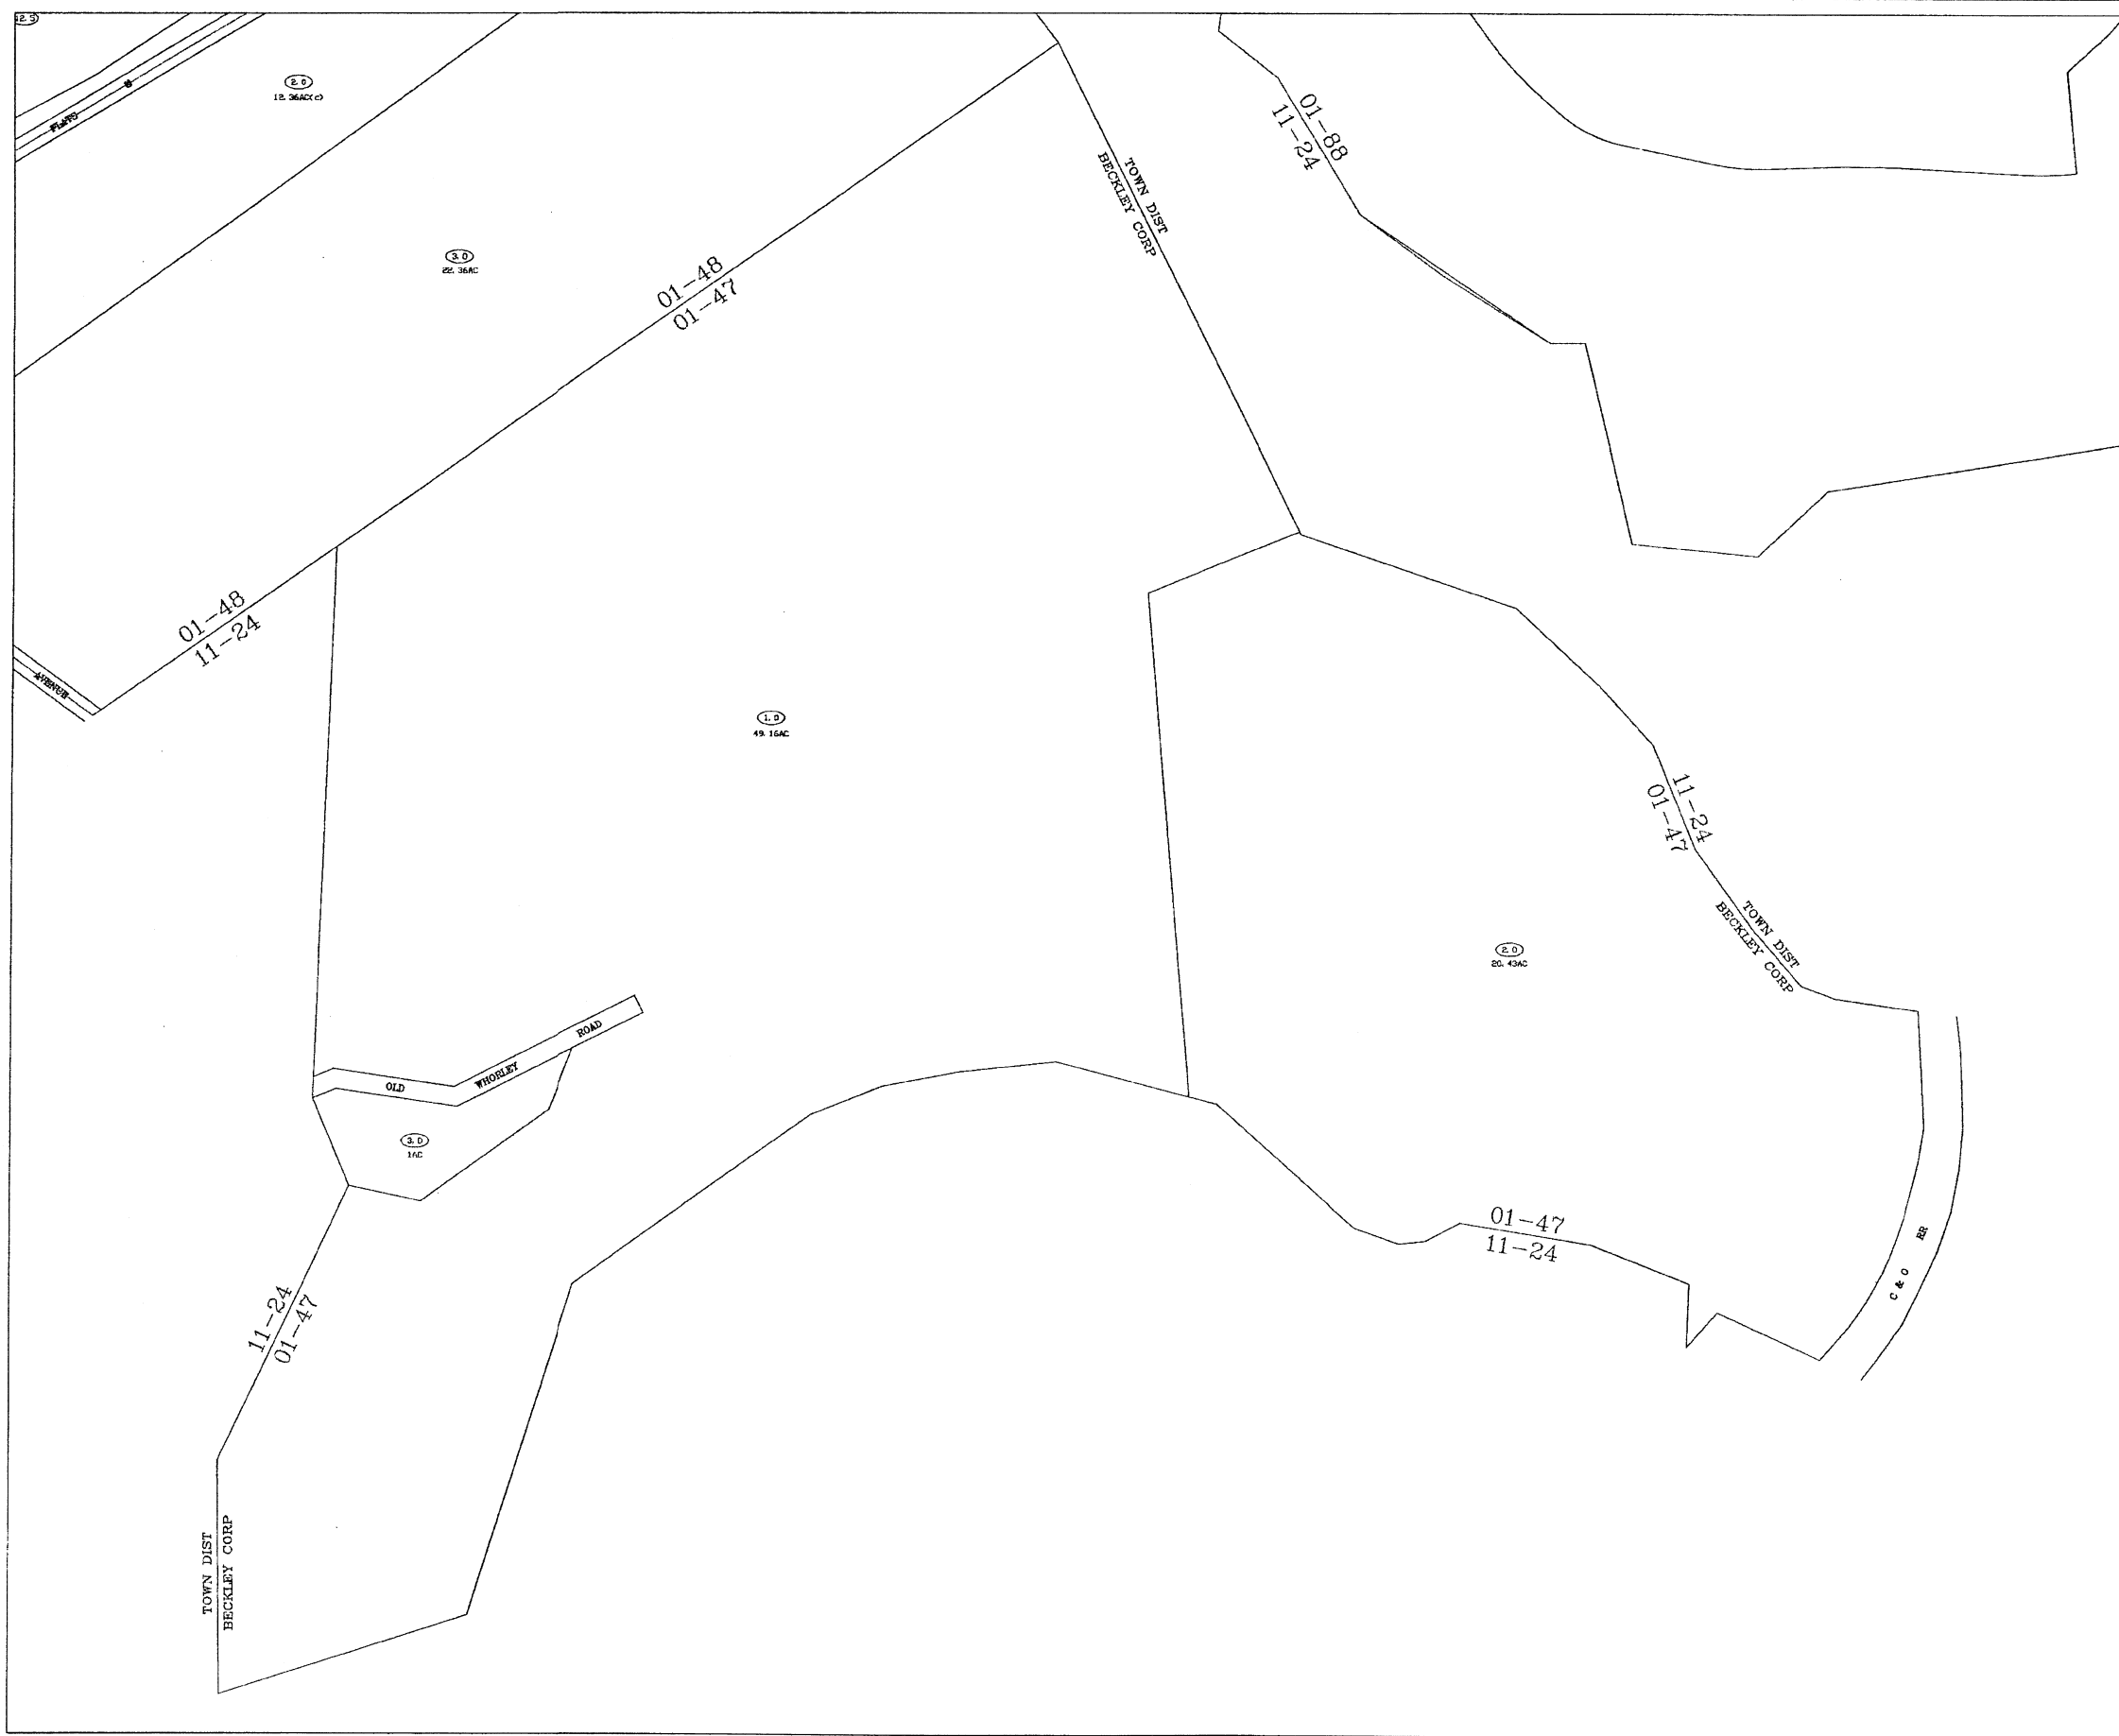 2.0
12.36AC(c)
FLATS
01-88
11-24
TOWN DIST
BECKLEY CORP
3.0
22.36AC
01-48
01-47
01-48
11-24
AVENUE
1.0
49.16AC
11-24
01-47
TOWN DIST
BECKLEY CORP
2.0
20.43AC
OLD WHORLEY ROAD
3.0
1AC
01-47
11-24
C & O RR
11-24
01-47
TOWN DIST
BECKLEY CORP